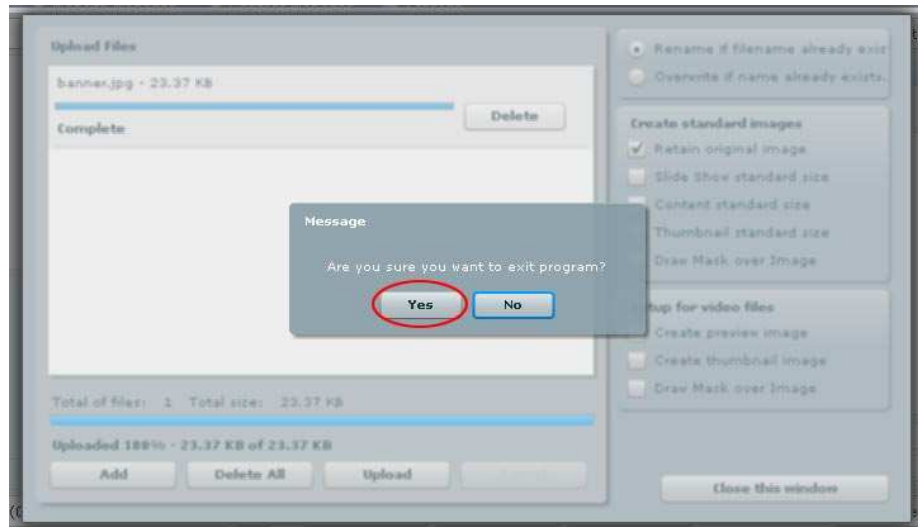 Upload Files
banner.jpg - 23.37 KB
Delete
Complete
Message
Are you sure you want to exit program?
Yes
No
Total of files: 1 Total size: 23.37 KB
Uploaded 100% - 23.37 KB of 23.37 KB
Add
Delete All
Upload
Rename if filename already exist
Overwrite if name already exists.
Create standard images
Retain original image
Slide Show standard size
Content standard size
Thumbnail standard size
Draw Mask over Image
for video files
Create preview image
Create thumbnail image
Draw Mask over Image
Close this window